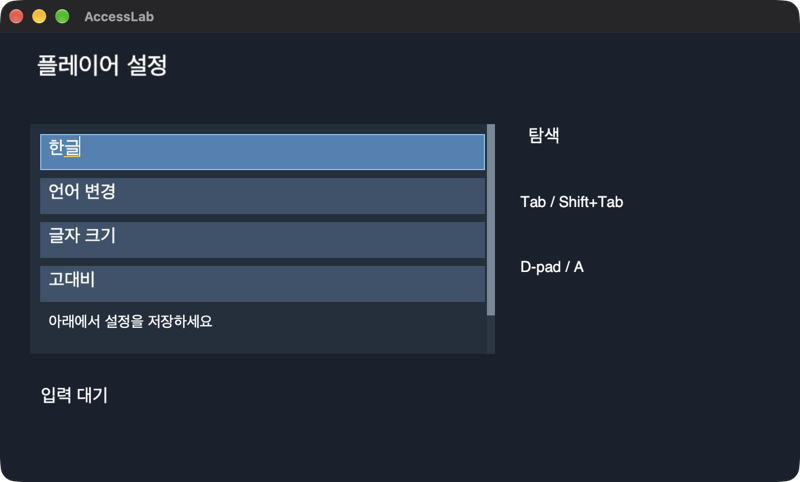 AccessLab
플레이어 설정
한글
언어 변경
글자 크기
고대비
아래에서 설정을 저장하세요
탐색
Tab / Shift+Tab
D-pad / A
입력 대기